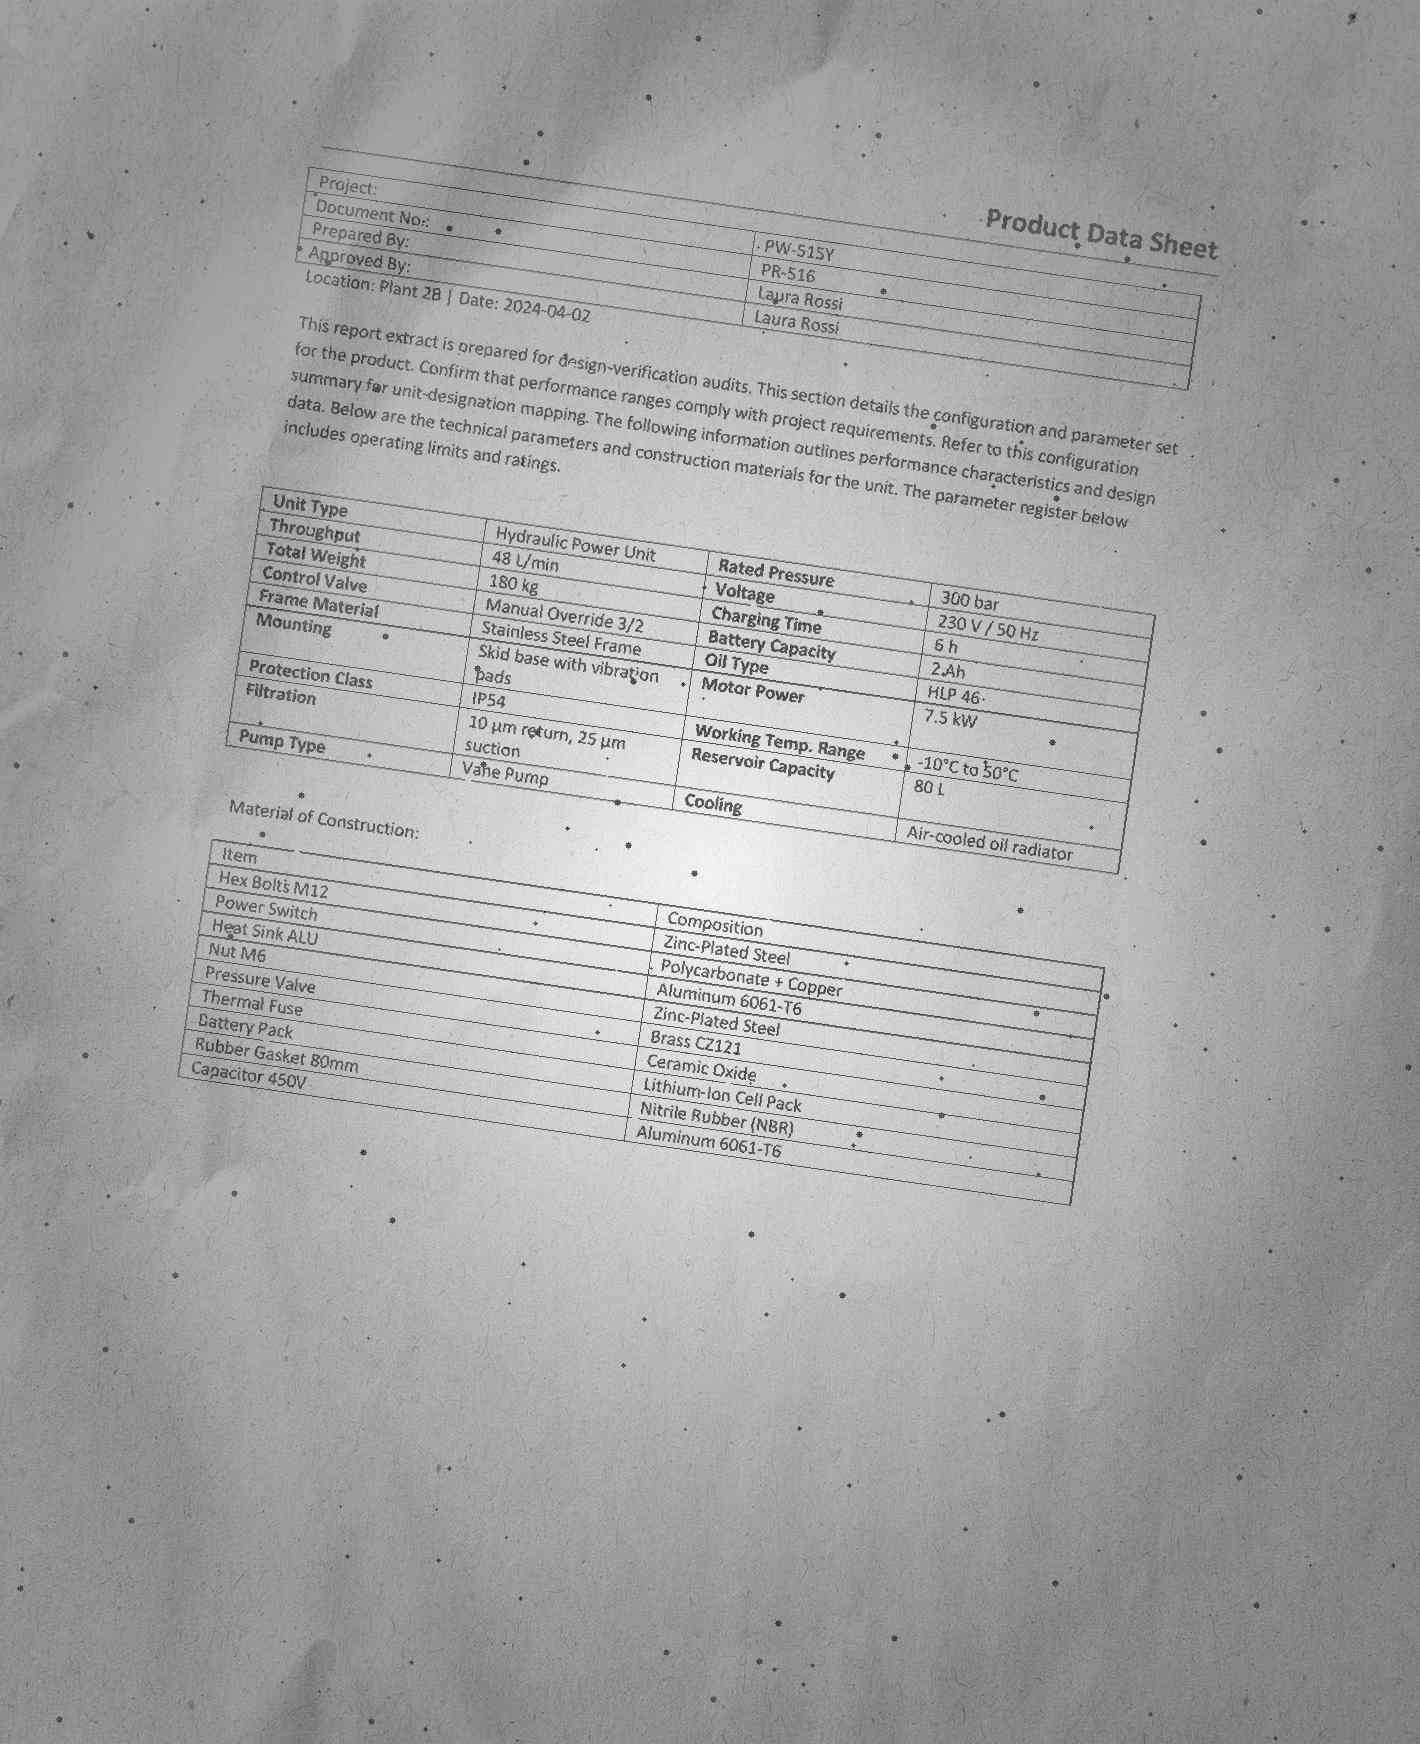 Product Data Sheet
Project: PW-515Y
Document No.: PR-516
Prepared By: Laura Rossi
Approved By: Laura Rossi
Location: Plant 2B | Date: 2024-04-02
This report extract is prepared for design-verification audits. This section details the configuration and parameter set
for the product. Confirm that performance ranges comply with project requirements. Refer to this configuration
summary for unit-designation mapping. The following information outlines performance characteristics and design
data. Below are the technical parameters and construction materials for the unit. The parameter register below
includes operating limits and ratings.
Unit Type Hydraulic Power Unit Rated Pressure 300 bar
Throughput 48 L/min Voltage 230 V / 50 Hz
Total Weight 180 kg Charging Time 6 h
Control Valve Manual Override 3/2 Battery Capacity 2 Ah
Frame Material Stainless Steel Frame Oil Type HLP 46
Mounting Skid base with vibration Motor Power 7.5 kW
pads
Protection Class IP54 Working Temp. Range -10°C to 50°C
Filtration 10 µm return, 25 µm Reservoir Capacity 80 L
suction
Pump Type Vane Pump Cooling Air-cooled oil radiator
Material of Construction:
Item Composition
Hex Bolts M12 Zinc-Plated Steel
Power Switch Polycarbonate + Copper
Heat Sink ALU Aluminum 6061-T6
Nut M6 Zinc-Plated Steel
Pressure Valve Brass CZ121
Thermal Fuse Ceramic Oxide
Battery Pack Lithium-Ion Cell Pack
Rubber Gasket 80mm Nitrile Rubber (NBR)
Capacitor 450V Aluminum 6061-T6